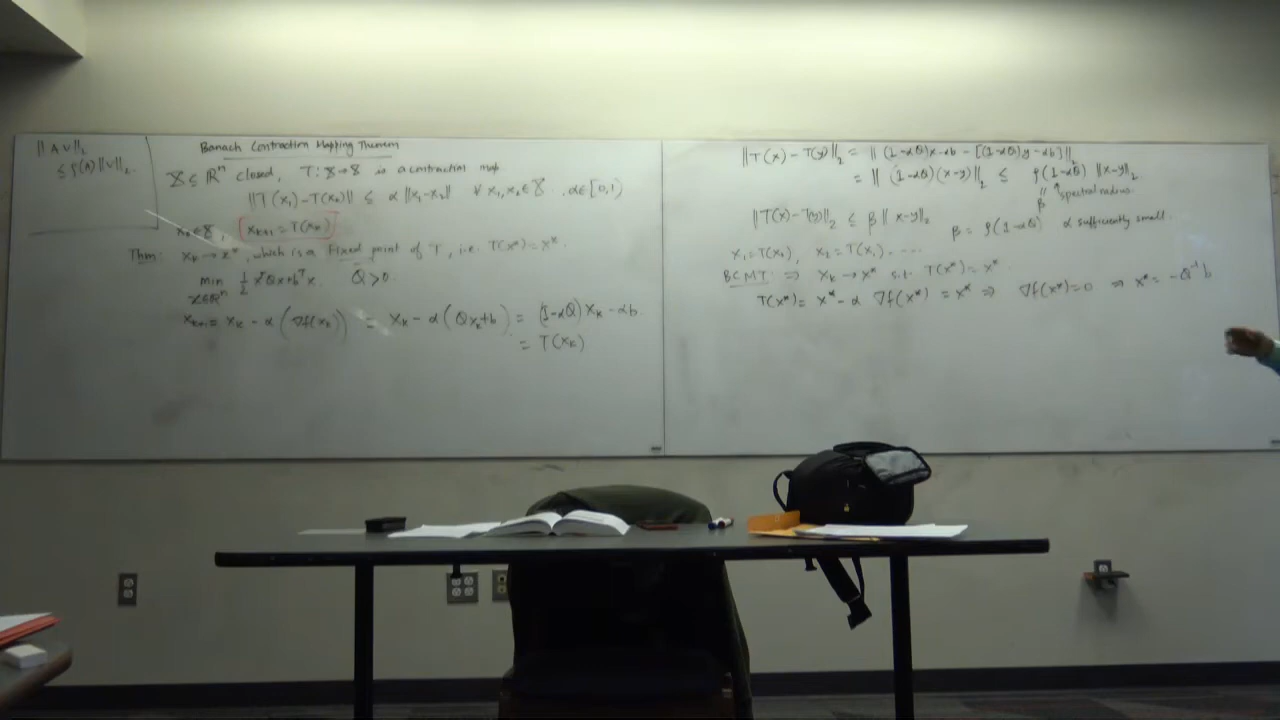 ‖AV‖₂
≤ ρ(A)‖V‖₂.
Banach Contraction Mapping Theorem
X ⊆ ℝⁿ closed, T: X→X is a contraction map
‖T(x₁)-T(x₂)‖ ≤ α‖x₁-x₂‖ ∀ x₁,x₂∈X. α∈[0,1)
x₀∈X, x_{k+1} = T(x_k)
Thm: x_k → x*, which is a fixed point of T, i.e. T(x*)=x*.
min ½xᵀQx+bᵀx. Q>0
x∈ℝⁿ
x_{k+1} = x_k - α(∇f(x_k)) = x_k - α(Qx_k+b) = (I-αQ)x_k - αb.
= T(x_k)
‖T(x)-T(y)‖₂ = ‖(I-αQ)x-αb - [(I-αQ)y-αb]‖₂
= ‖(I-αQ)(x-y)‖₂ ≤ ρ(I-αQ) ‖x-y‖₂
‖ ↑ spectral radius.
β
‖T(x)-T(y)‖₂ ≤ β‖x-y‖₂ β = ρ(I-αQ) α sufficiently small.
x₁=T(x₀), x₂=T(x₁). ....
BCMT: ⇒ x_k → x* s.t. T(x*) = x*.
T(x*) = x* - α ∇f(x*) = x* ⇒ ∇f(x*)=0 ⇒ x* = -Q⁻¹b